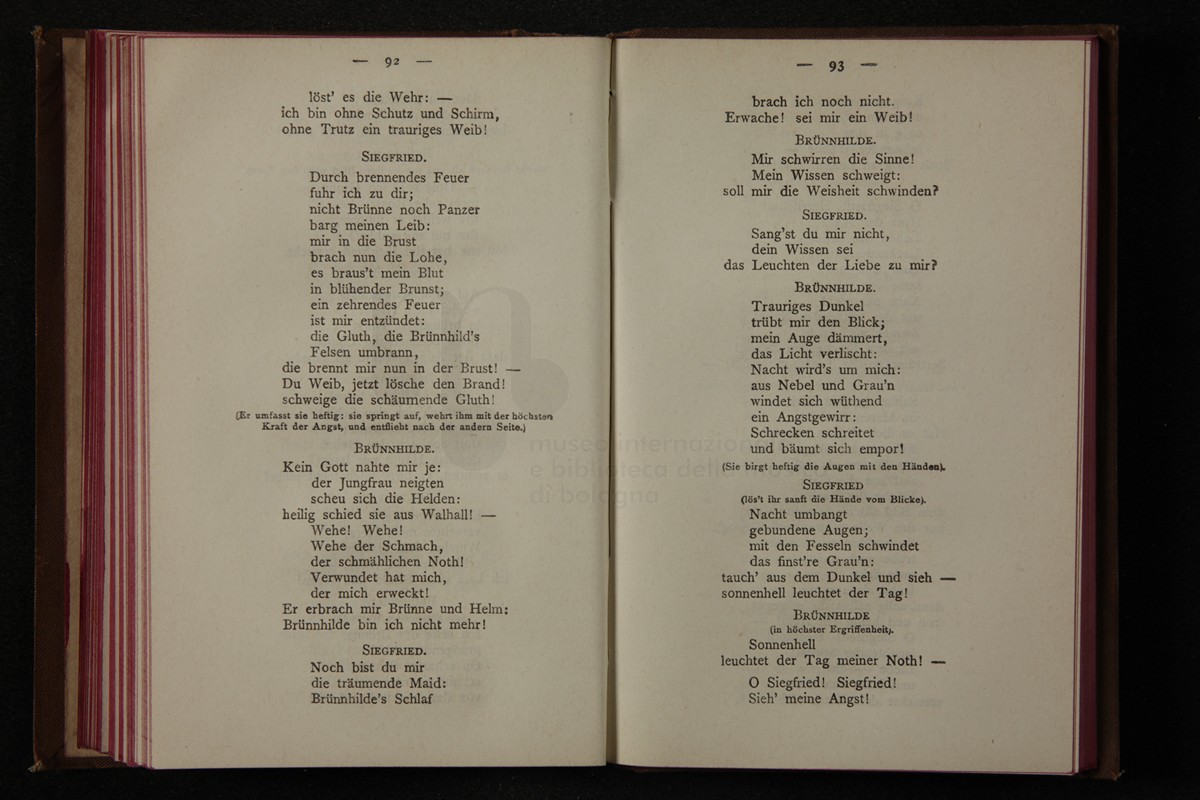 — 92 —
löst' es die Wehr: —
ich bin ohne Schutz und Schirm,
ohne Trutz ein trauriges Weib!
SIEGFRIED.
Durch brennendes Feuer
fuhr ich zu dir;
nicht Brünne noch Panzer
barg meinen Leib:
mir in die Brust
brach nun die Lohe,
es braus't mein Blut
in blühender Brunst;
ein zehrendes Feuer
ist mir entzündet:
die Gluth, die Brünnhild's
Felsen umbrann,
die brennt mir nun in der Brust! —
Du Weib, jetzt lösche den Brand!
schweige die schäumende Gluth!
(Er umfasst sie heftig: sie springt auf, wehrt ihm mit der höchsten
Kraft der Angst, und entflieht nach der andern Seite.)
BRÜNNHILDE.
Kein Gott nahte mir je:
der Jungfrau neigten
scheu sich die Helden:
heilig schied sie aus Walhall! —
Wehe! Wehe!
Wehe der Schmach,
der schmählichen Noth!
Verwundet hat mich,
der mich erweckt!
Er erbrach mir Brünne und Helm:
Brünnhilde bin ich nicht mehr!
SIEGFRIED.
Noch bist du mir
die träumende Maid:
Brünnhilde's Schlaf
— 93 —
brach ich noch nicht.
Erwache! sei mir ein Weib!
BRÜNNHILDE.
Mir schwirren die Sinne!
Mein Wissen schweigt:
soll mir die Weisheit schwinden?
SIEGFRIED.
Sang'st du mir nicht,
dein Wissen sei
das Leuchten der Liebe zu mir?
BRÜNNHILDE.
Trauriges Dunkel
trübt mir den Blick;
mein Auge dämmert,
das Licht verlischt:
Nacht wird's um mich:
aus Nebel und Grau'n
windet sich wüthend
ein Angstgewirr:
Schrecken schreitet
und bäumt sich empor!
(Sie birgt heftig die Augen mit den Händen).
SIEGFRIED
(lös't ihr sanft die Hände vom Blicke).
Nacht umbangt
gebundene Augen;
mit den Fesseln schwindet
das finst're Grau'n:
tauch' aus dem Dunkel und sieh —
sonnenhell leuchtet der Tag!
BRÜNNHILDE
(in höchster Ergriffenheit).
Sonnenhell
leuchtet der Tag meiner Noth! —
O Siegfried! Siegfried!
Sieh' meine Angst!
museo internazio
e biblioteca dell
di bologna